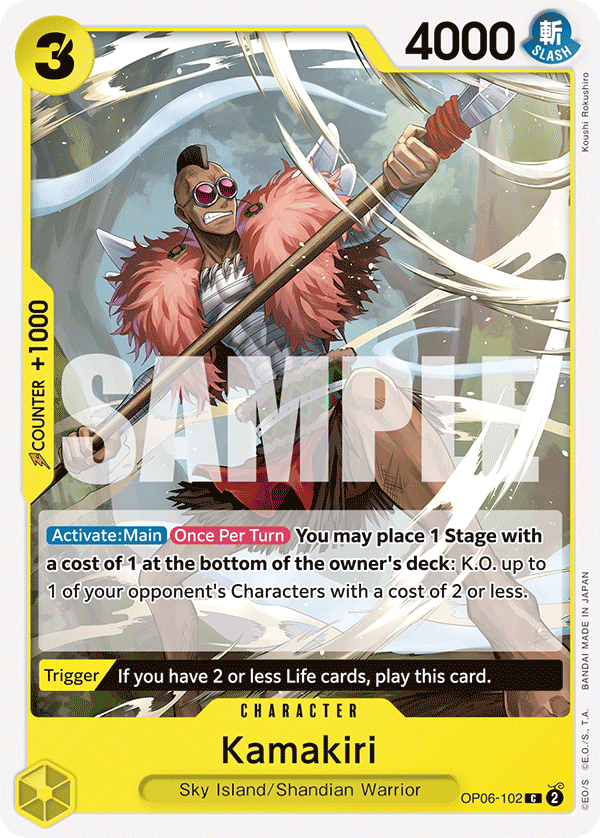 3
4000
斬
SLASH
Koushi Rokushiro
COUNTER +1000
SAMPLE
Activate:Main Once Per Turn You may place 1 Stage with
a cost of 1 at the bottom of the owner's deck: K.O. up to
1 of your opponent's Characters with a cost of 2 or less.
Trigger If you have 2 or less Life cards, play this card.
CHARACTER
Kamakiri
Sky Island/Shandian Warrior
OP06-102 C 2
©E.O/S ©E.O./S., T.A. BANDAI MADE IN JAPAN